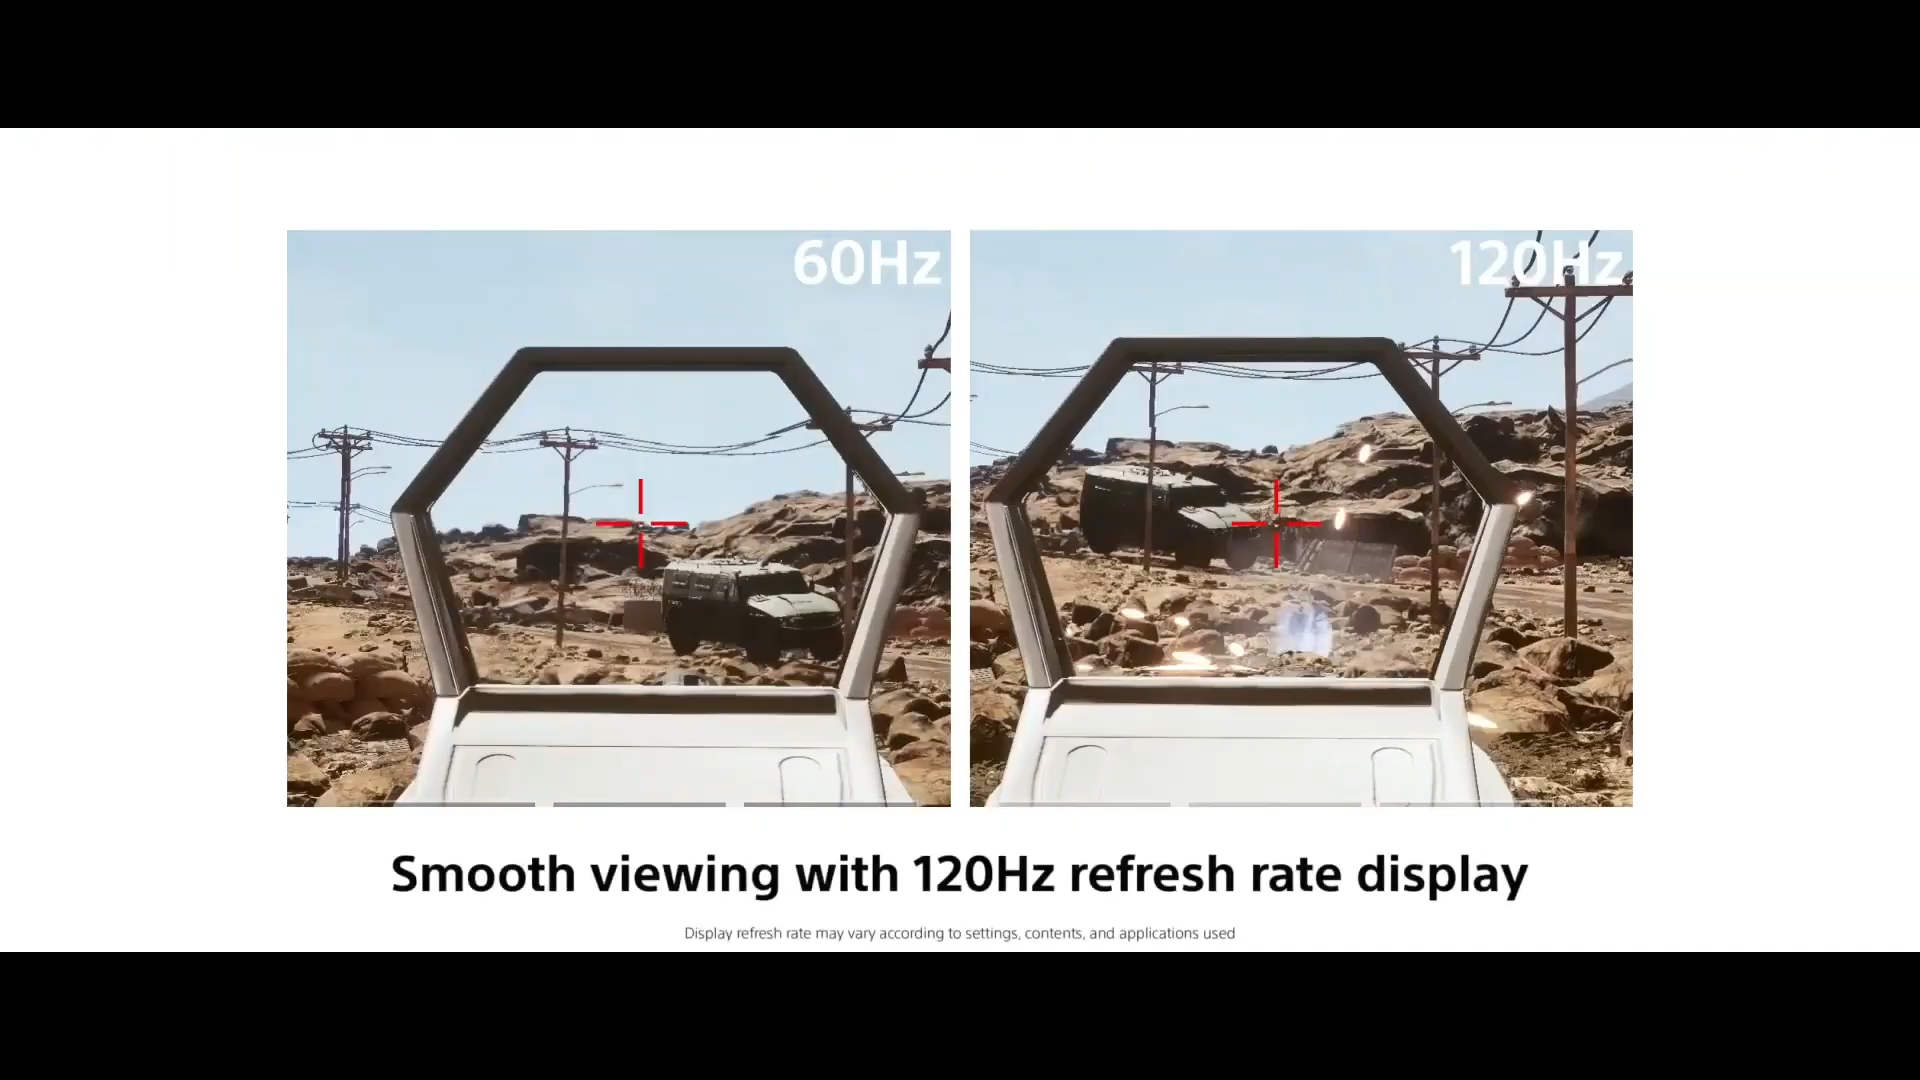 60Hz
120Hz
Smooth viewing with 120Hz refresh rate display
Display refresh rate may vary according to settings, contents, and applications used